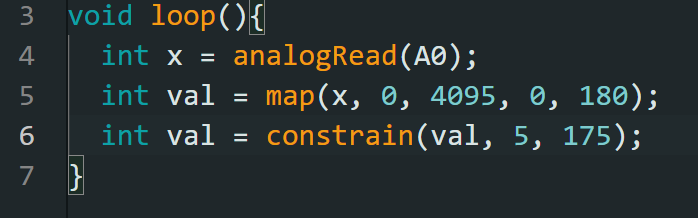 3 void loop(){
4 int x = analogRead(A0);
5 int val = map(x, 0, 4095, 0, 180);
6 int val = constrain(val, 5, 175);
7 }